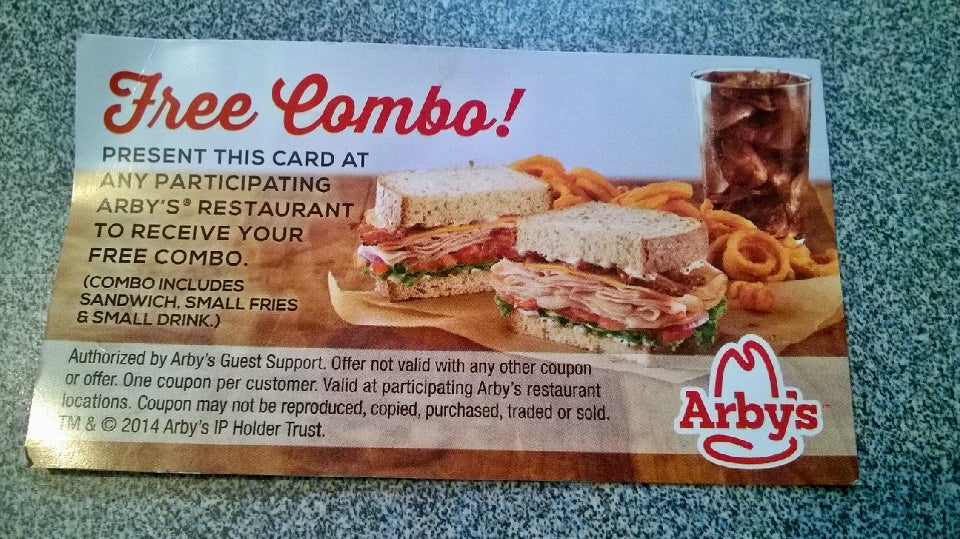 Free Combo!
PRESENT THIS CARD AT
ANY PARTICIPATING
ARBY'S® RESTAURANT
TO RECEIVE YOUR
FREE COMBO.
(COMBO INCLUDES
SANDWICH, SMALL FRIES
& SMALL DRINK.)
Authorized by Arby's Guest Support. Offer not valid with any other coupon
or offer. One coupon per customer. Valid at participating Arby's restaurant
locations. Coupon may not be reproduced, copied, purchased, traded or sold.
TM & © 2014 Arby's IP Holder Trust.
Arby's™